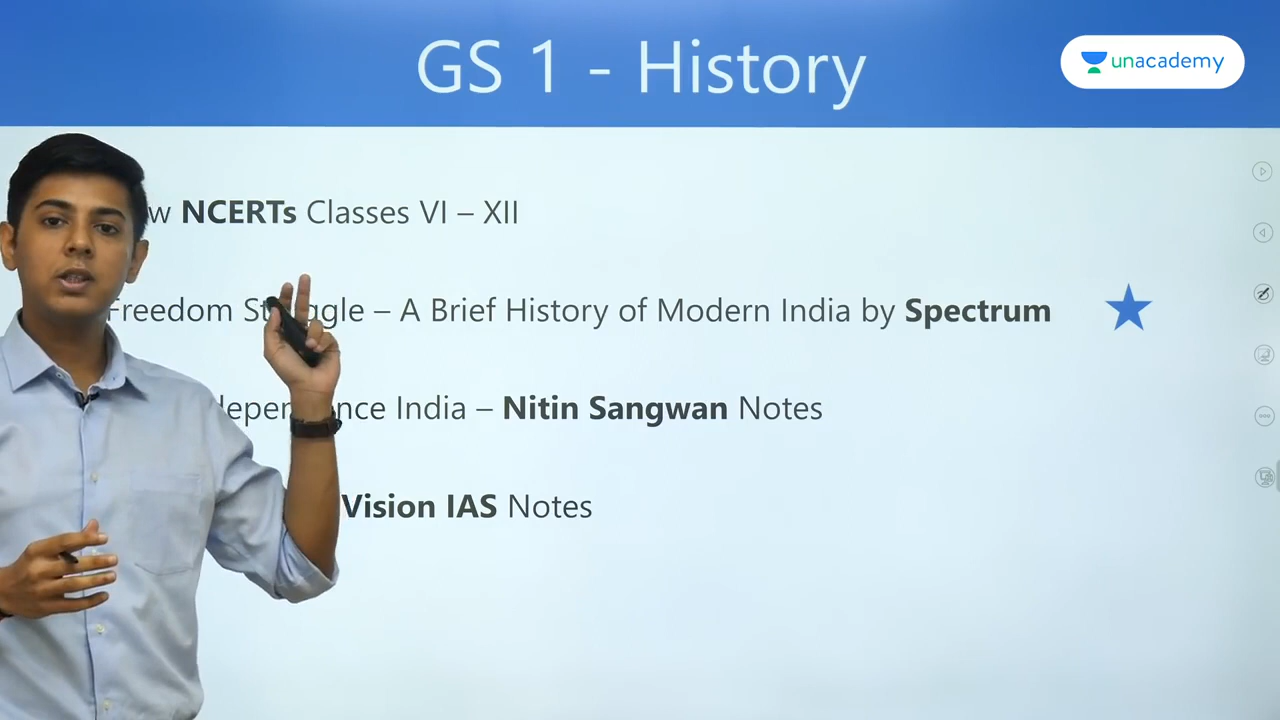 GS 1 - History
unacademy
NCERTs Classes VI – XII
Freedom Struggle – A Brief History of Modern India by Spectrum
India – Nitin Sangwan Notes
Vision IAS Notes